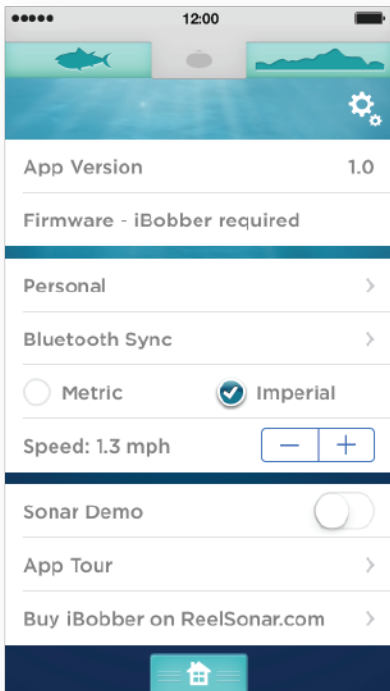 12:00
App Version 1.0
Firmware - iBobber required
Personal
Bluetooth Sync
Metric Imperial
Speed: 1.3 mph − +
Sonar Demo
App Tour
Buy iBobber on ReelSonar.com